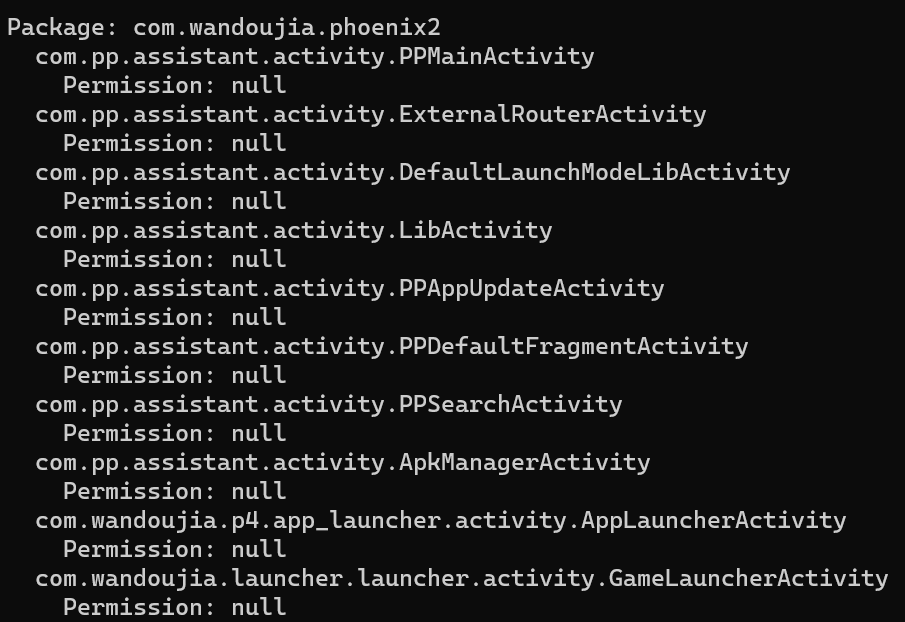 Package: com.wandoujia.phoenix2
com.pp.assistant.activity.PPMainActivity
Permission: null
com.pp.assistant.activity.ExternalRouterActivity
Permission: null
com.pp.assistant.activity.DefaultLaunchModeLibActivity
Permission: null
com.pp.assistant.activity.LibActivity
Permission: null
com.pp.assistant.activity.PPAppUpdateActivity
Permission: null
com.pp.assistant.activity.PPDefaultFragmentActivity
Permission: null
com.pp.assistant.activity.PPSearchActivity
Permission: null
com.pp.assistant.activity.ApkManagerActivity
Permission: null
com.wandoujia.p4.app_launcher.activity.AppLauncherActivity
Permission: null
com.wandoujia.launcher.launcher.activity.GameLauncherActivity
Permission: null